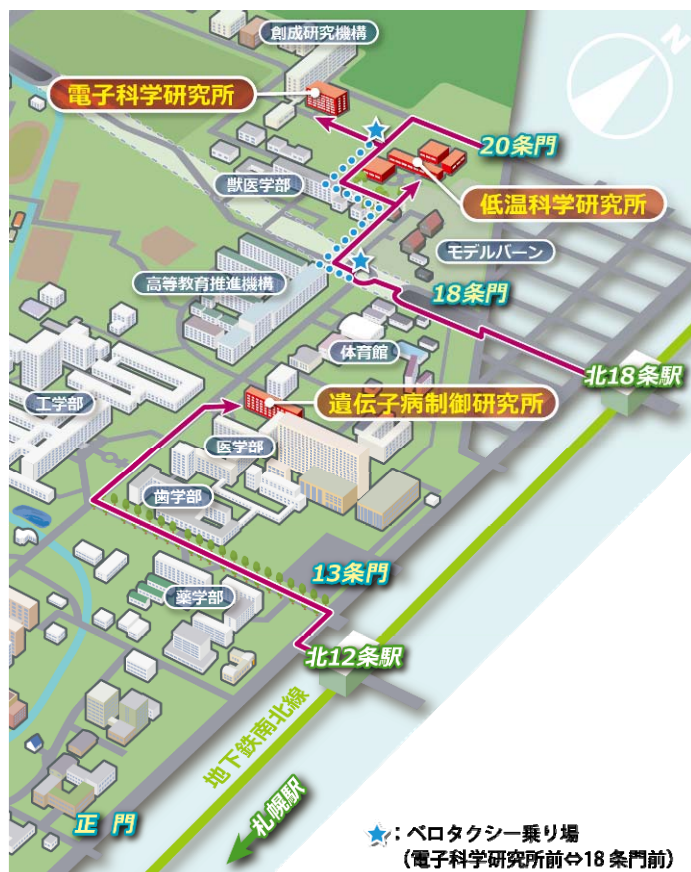 創成研究機構
N
電子科学研究所
20条門
獣医学部
低温科学研究所
モデルバーン
高等教育推進機構
18条門
体育館
北18条駅
工学部
遺伝子病制御研究所
医学部
歯学部
13条門
薬学部
北12条駅
地下鉄南北線
札幌駅
正 門
★：ベロタクシー乗り場
（電子科学研究所前⇔18条門前）